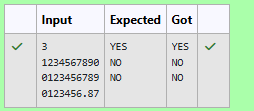 Input Expected Got
✓ 3 YES YES ✓
1234567890 NO NO
0123456789 NO NO
0123456.87